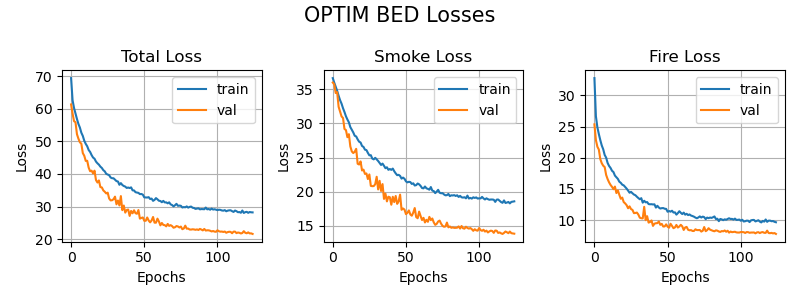 OPTIM BED Losses
Total Loss
Smoke Loss
Fire Loss
70
60
50
40
30
20
Loss
0
50
100
Epochs
train
val
35
30
25
20
15
Loss
0
50
100
Epochs
train
val
30
25
20
15
10
Loss
0
50
100
Epochs
train
val